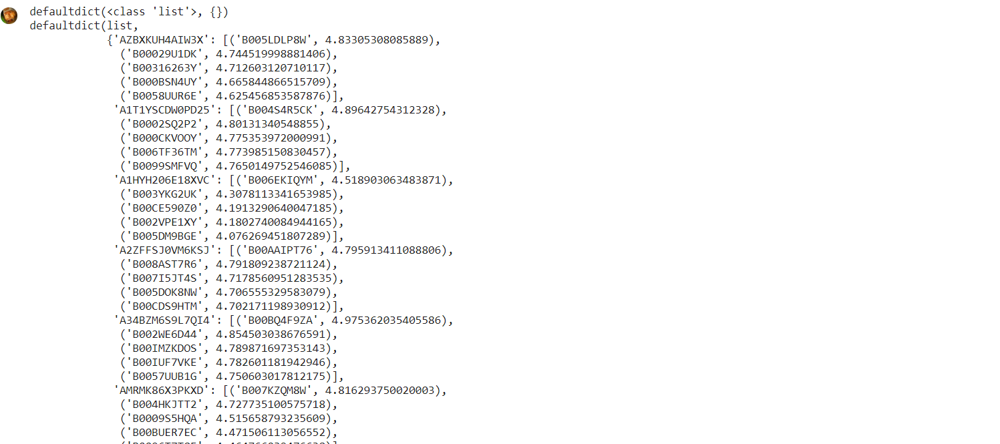 defaultdict(<class 'list'>, {})
defaultdict(list,
{'AZBXKUH4AIW3X': [('B005LDLP8W', 4.83305308085889),
('B00029U1DK', 4.744519998881406),
('B00316263Y', 4.712603120710117),
('B000BSN4UY', 4.665844866515709),
('B0058UUR6E', 4.625456853587876)],
'A1T1YSCDW0PD25': [('B004S4R5CK', 4.89642754312328),
('B0002SQ2P2', 4.80131340548855),
('B000CKVOOY', 4.775353972000991),
('B006TF36TM', 4.773985150830457),
('B0099SMFVQ', 4.7650149752546085)],
'A1HYH206E18XVC': [('B006EKIQYM', 4.518903063483871),
('B003YKG2UK', 4.3078113341653985),
('B00CE590Z0', 4.1913290640047185),
('B002VPE1XY', 4.1802740084944165),
('B005DM9BGE', 4.076269451807289)],
'A2ZFFSJ0VM6KSJ': [('B00AAIPT76', 4.795913411088806),
('B008AST7R6', 4.791809238721124),
('B007I5JT4S', 4.7178560951283535),
('B005DOK8NW', 4.706555329583079),
('B00CDS9HTM', 4.702171198930912)],
'A34BZM6S9L7QI4': [('B00BQ4F9ZA', 4.975362035405586),
('B002WE6D44', 4.854503038676591),
('B00IMZKDOS', 4.789871697353143),
('B00IUF7VKE', 4.782601181942946),
('B0057UUB1G', 4.750603017812175)],
'AMRMK86X3PKXD': [('B007KZQM8W', 4.816293750020003),
('B004HKJTT2', 4.727735100575718),
('B0009S5HQA', 4.515658793235609),
('B00BUER7EC', 4.471506113056552),